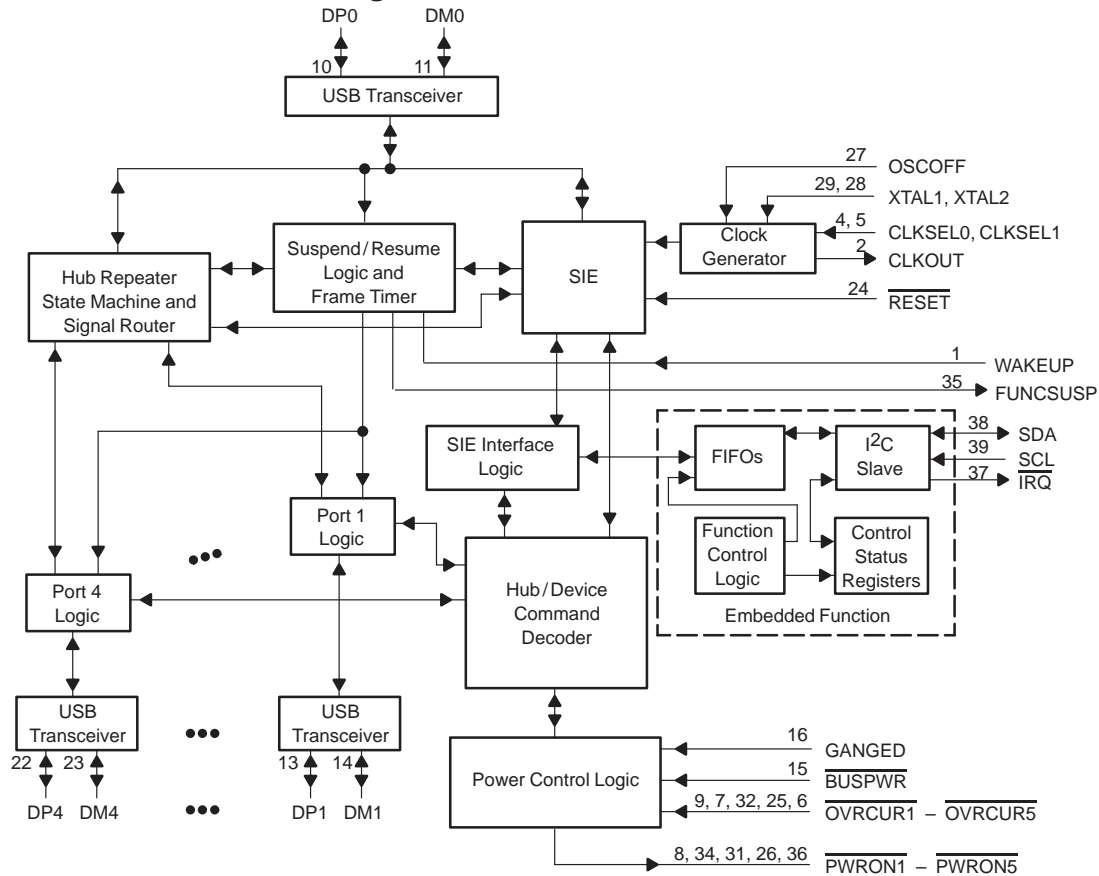 DP0 DM0
10 11
USB Transceiver
27 OSCOFF
29, 28 XTAL1, XTAL2
4, 5 CLKSEL0, CLKSEL1
2 CLKOUT
Clock
Generator
24 RESET
Hub Repeater
State Machine and
Signal Router
Suspend/Resume
Logic and
Frame Timer
SIE
1 WAKEUP
35 FUNCSUSP
SIE Interface
Logic
FIFOs
I2C
Slave
38 SDA
39 SCL
37 IRQ
Function
Control
Logic
Control
Status
Registers
Embedded Function
Port 1
Logic
Port 4
Logic
Hub/Device
Command
Decoder
USB
Transceiver
USB
Transceiver
22 23
13 14
DP4 DM4
DP1 DM1
Power Control Logic
16 GANGED
15 BUSPWR
9, 7, 32, 25, 6 OVRCUR1 – OVRCUR5
8, 34, 31, 26, 36 PWRON1 – PWRON5